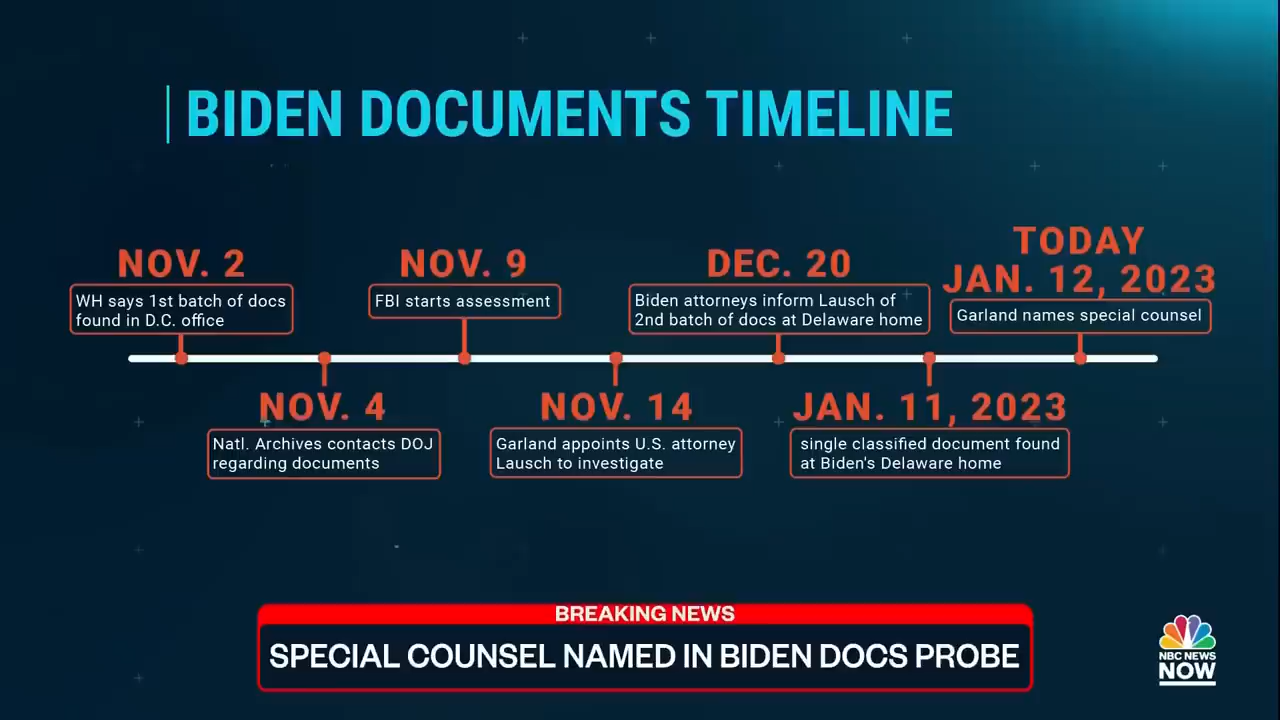 BIDEN DOCUMENTS TIMELINE
NOV. 2
WH says 1st batch of docs
found in D.C. office
NOV. 4
Natl. Archives contacts DOJ
regarding documents
NOV. 9
FBI starts assessment
NOV. 14
Garland appoints U.S. attorney
Lausch to investigate
DEC. 20
Biden attorneys inform Lausch of
2nd batch of docs at Delaware home
JAN. 11, 2023
single classified document found
at Biden's Delaware home
TODAY
JAN. 12, 2023
Garland names special counsel
BREAKING NEWS
SPECIAL COUNSEL NAMED IN BIDEN DOCS PROBE
NBC NEWS
NOW